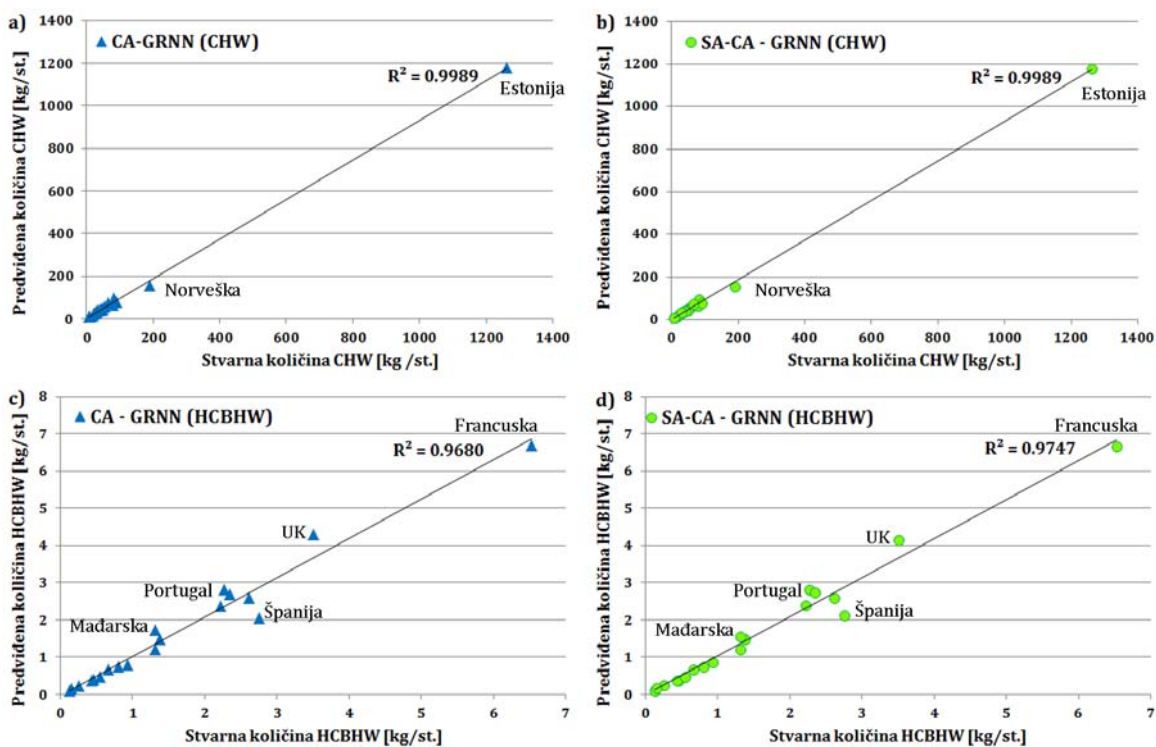 a)
CA-GRNN (CHW)
R² = 0.9989
Estonija
Norveška
Predviđena količina CHW [kg/st.]
1400
1200
1000
800
600
400
200
0
0 200 400 600 800 1000 1200 1400
Stvarna količina CHW [kg /st.]
b)
SA-CA - GRNN (CHW)
R² = 0.9989
Estonija
Norveška
Predviđena količina CHW [kg/st.]
1400
1200
1000
800
600
400
200
0
0 200 400 600 800 1000 1200 1400
Stvarna količina CHW [kg/st.]
c)
CA - GRNN (HCBHW)
Francuska
R² = 0.9680
UK
Portugal
Španija
Mađarska
Predviđena kolličina HCBHW [kg/st.]
8
7
6
5
4
3
2
1
0
0 1 2 3 4 5 6 7
Stvarna količina HCBHW [kg/st.]
d)
SA-CA - GRNN (HCBHW)
Francuska
R² = 0.9747
UK
Portugal
Španija
Mađarska
Predviđena količina HCBHW [kg/st.]
8
7
6
5
4
3
2
1
0
0 1 2 3 4 5 6 7
Stvarna količina HCBHW [kg/st.]